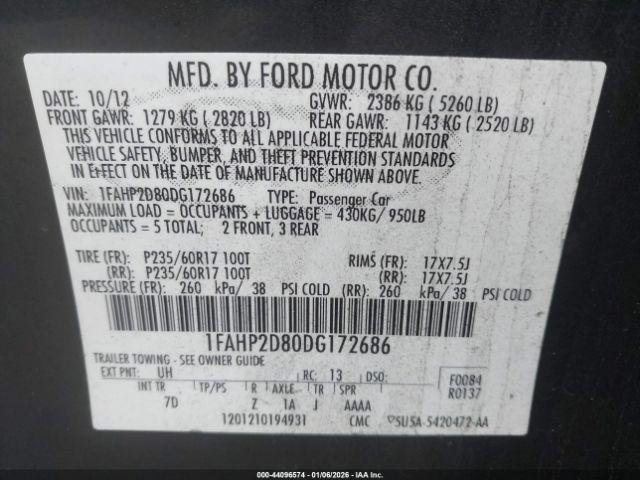 MFD. BY FORD MOTOR CO.
DATE: 10/12 GVWR: 2386 KG ( 5260 LB)
FRONT GAWR: 1279 KG ( 2820 LB) REAR GAWR: 1143 KG ( 2520 LB)
THIS VEHICLE CONFORMS TO ALL APPLICABLE FEDERAL MOTOR
VEHICLE SAFETY, BUMPER, AND THEFT PREVENTION STANDARDS
IN EFFECT ON THE DATE OF MANUFACTURE SHOWN ABOVE.
VIN: 1FAHP2D80DG172686 TYPE: Passenger Car
MAXIMUM LOAD = OCCUPANTS + LUGGAGE = 430KG/ 950LB
OCCUPANTS = 5 TOTAL; 2 FRONT, 3 REAR
TIRE (FR): P235/60R17 100T RIMS (FR): 17X7.5J
(RR): P235/60R17 100T (RR): 17X7.5J
PRESSURE (FR): 260 kPa/ 38 PSI COLD (RR): 260 kPa/ 38 PSI COLD
1FAHP2D80DG172686
TRAILER TOWING - SEE OWNER GUIDE
EXT PNT: UH RC: 13 DSO: F0084
R0137
INT TR TP/PS R AXLE TR SPR
7D Z 1A J AAAA
1201210194931 CMC SU5A-5420472-AA
000-44096574 | 01/06/2026 | IAA Inc.